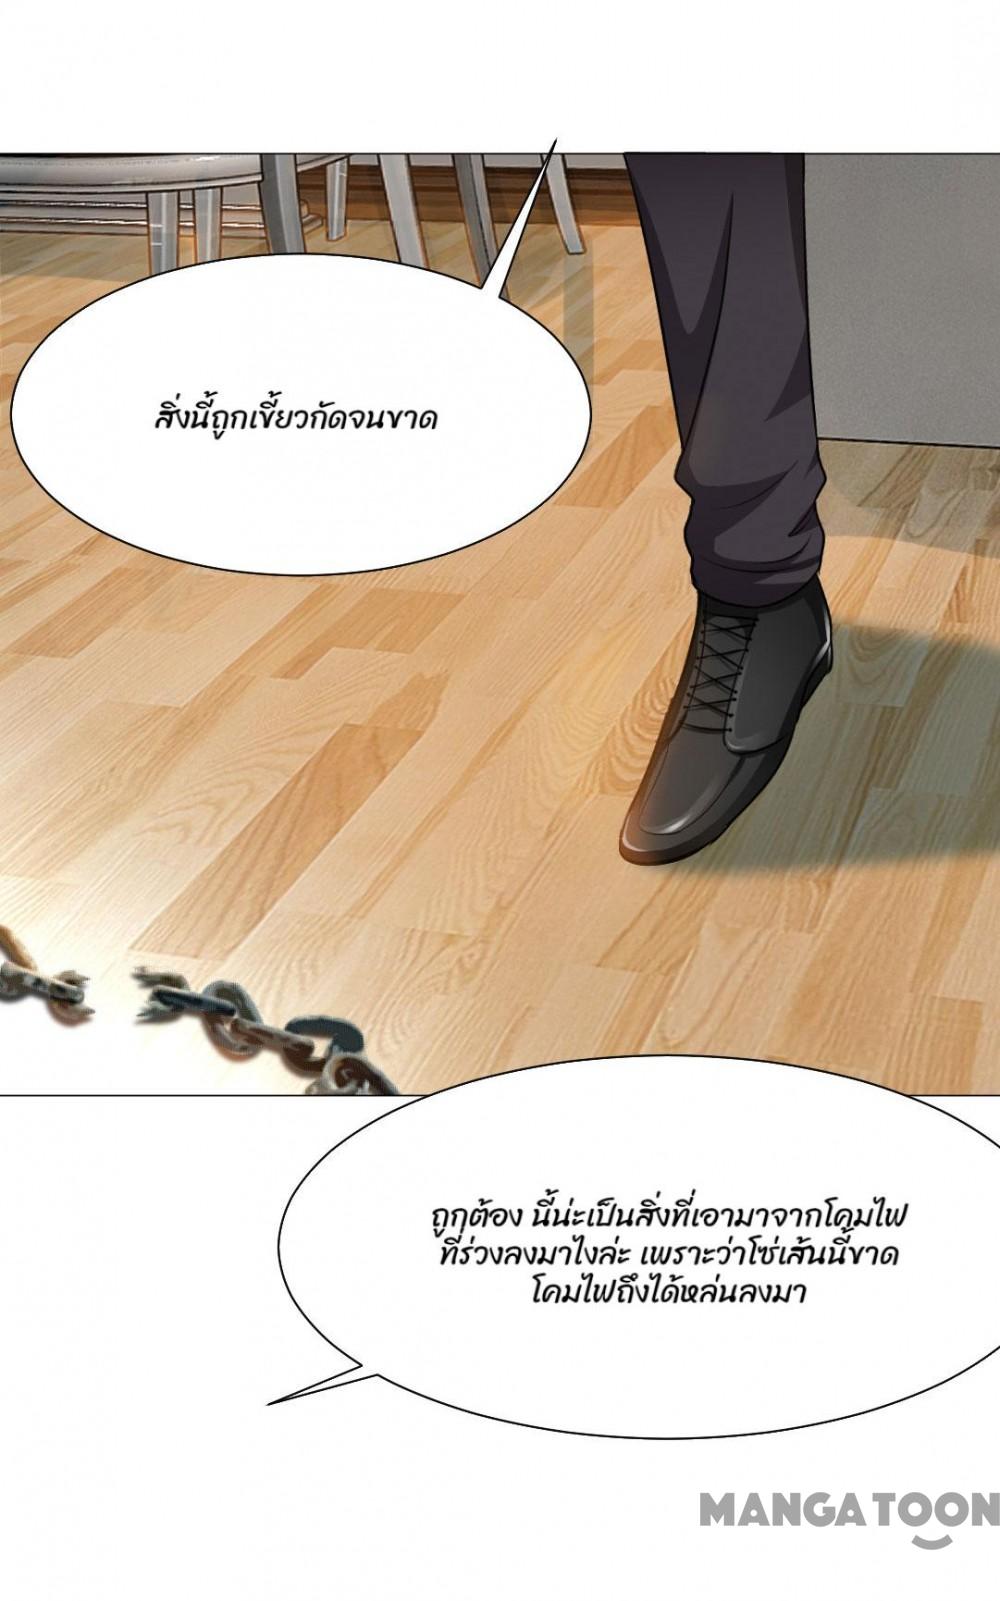 สิ่งนี้ถูกเขี้ยวกัดจนขาด
ถูกต้อง นี้น่ะเป็นสิ่งที่เอามาจากโคมไฟ
ที่ร่วงลงมาไงล่ะ เพราะว่าโซ่เส้นนี้ขาด
โคมไฟถึงได้หล่นลงมา
MANGATOON